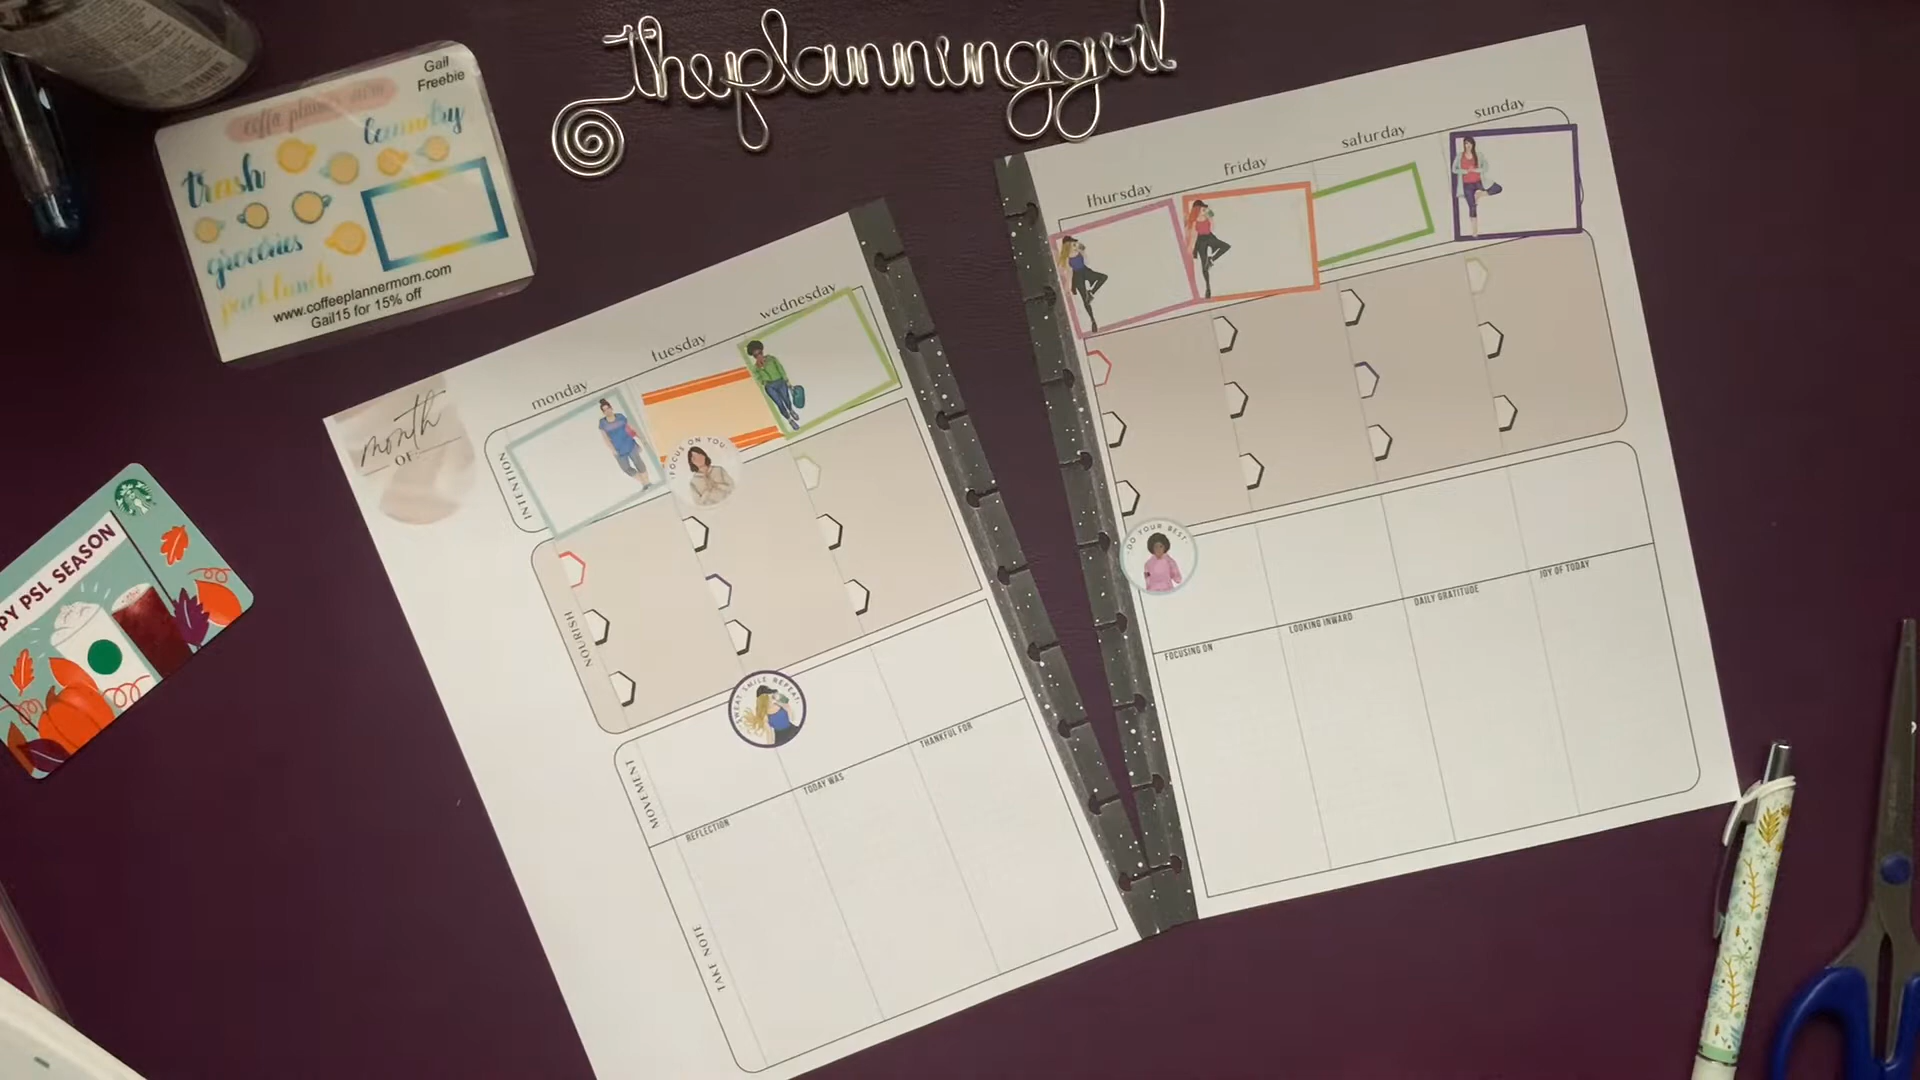 theplanninggirl
Gail
Freebie
coffee planner mom
laundry
trash
groceries
pack lunch
www.coffeeplannermom.com
Gail15 for 15% off
PY PSL SEASON
month
OF:
monday
tuesday
wednesday
INTENTION
FOCUS ON YOU
NOURISH
SWEAT SMILE REPEAT!
MOVEMENT
REFLECTION
TODAY WAS
THANKFUL FOR
TAKE NOTE
thursday
friday
saturday
sunday
DO YOUR BEST
FOCUSING ON
LOOKING INWARD
DAILY GRATITUDE
JOY OF TODAY